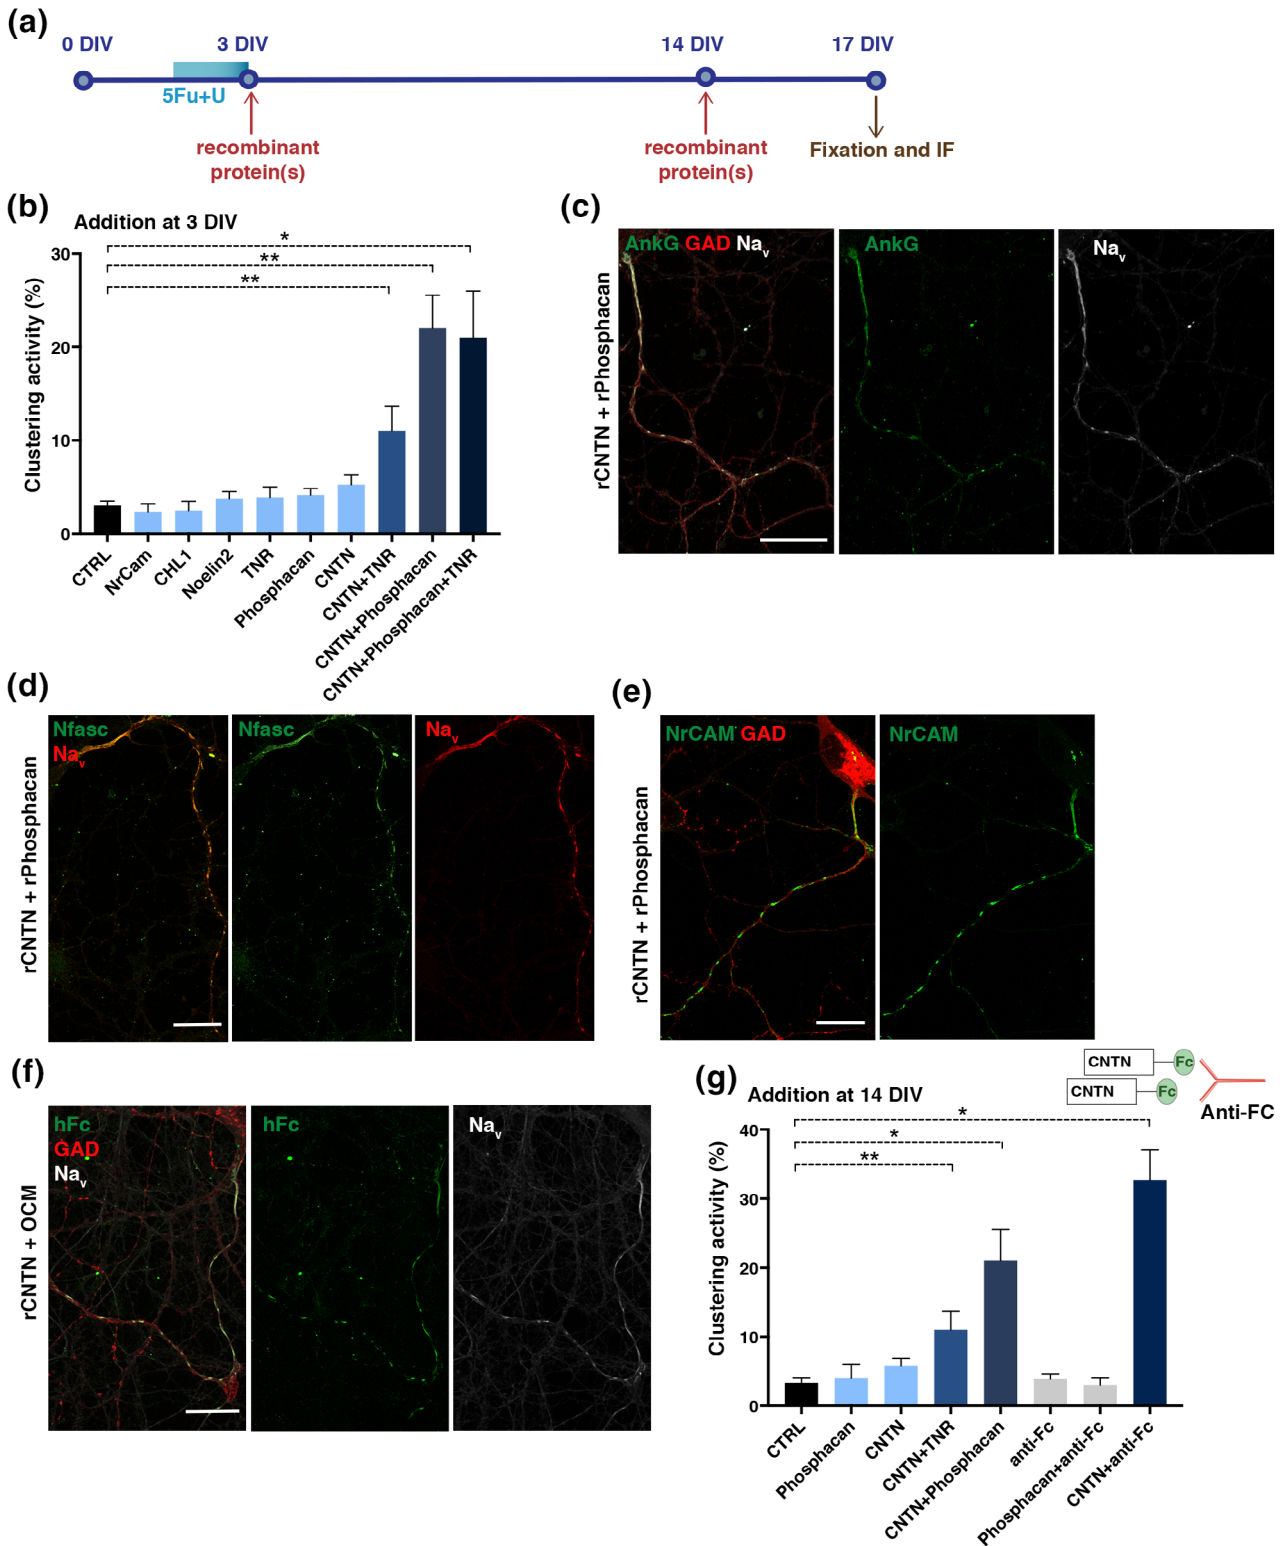 (a)
0 DIV
3 DIV
14 DIV
17 DIV
5Fu+U
recombinant
protein(s)
recombinant
protein(s)
Fixation and IF
(b)
Addition at 3 DIV
*
**
**
Clustering activity (%)
30
20
10
0
CTRL
NrCam
CHL1
Noelin2
TNR
Phosphacan
CNTN
CNTN+TNR
CNTN+Phosphacan
CNTN+Phosphacan+TNR
(c)
rCNTN + rPhosphacan
AnkG GAD Nav
AnkG
Nav
(d)
rCNTN + rPhosphacan
Nfasc
Nav
Nfasc
Nav
(e)
rCNTN + rPhosphacan
NrCAM GAD
NrCAM
(f)
rCNTN + OCM
hFc
GAD
Nav
hFc
Nav
(g)
Addition at 14 DIV
CNTN
Fc
CNTN
Fc
Anti-FC
*
*
**
Clustering activity (%)
40
30
20
10
0
CTRL
Phosphacan
CNTN
CNTN+TNR
CNTN+Phosphacan
anti-Fc
Phosphacan+anti-Fc
CNTN+anti-Fc